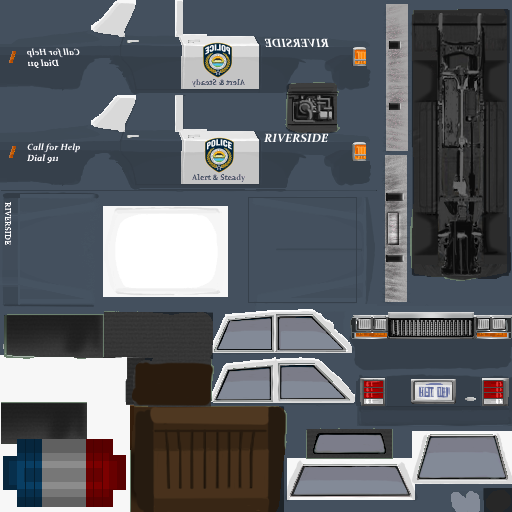 Call for Help
Dial 911
POLICE
Alert & Steady
RIVERSIDE
Call for Help
Dial 911
POLICE
Alert & Steady
RIVERSIDE
RIVERSIDE